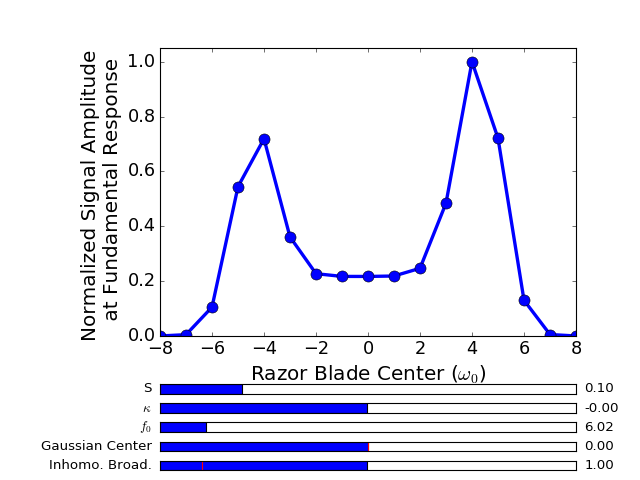 Normalized Signal Amplitude
at Fundamental Response
1.0
0.8
0.6
0.4
0.2
0.0
−8 −6 −4 −2 0 2 4 6 8
Razor Blade Center (ω₀)
S 0.10
κ -0.00
f₀ 6.02
Gaussian Center 0.00
Inhomo. Broad. 1.00